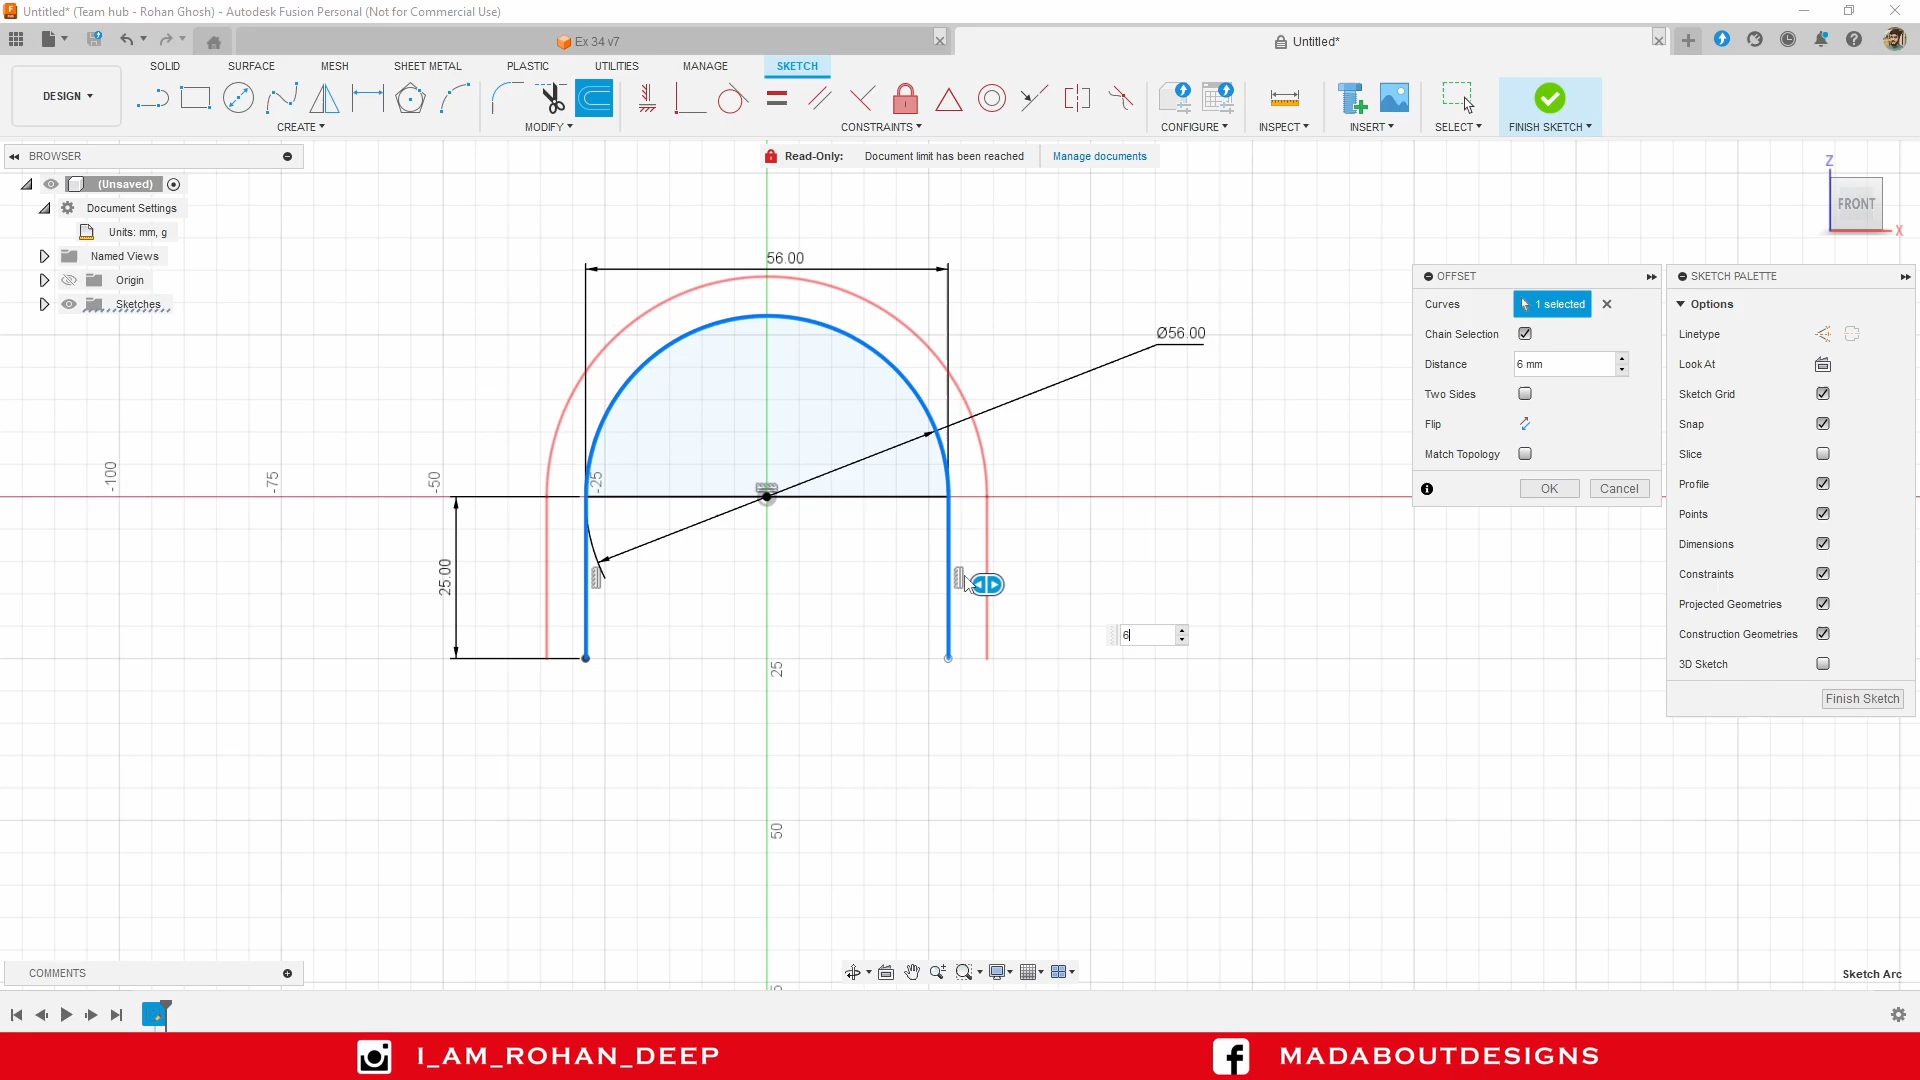 Untitled* (Team hub - Rohan Ghosh) - Autodesk Fusion Personal (Not for Commercial Use)
Ex 34 v7
Untitled*
SOLID
SURFACE
MESH
SHEET METAL
PLASTIC
UTILITIES
MANAGE
SKETCH
DESIGN
CREATE
MODIFY
CONSTRAINTS
CONFIGURE
INSPECT
INSERT
SELECT
FINISH SKETCH
BROWSER
Read-Only: Document limit has been reached Manage documents
(Unsaved)
Document Settings
Units: mm, g
Named Views
Origin
Sketches
Z
FRONT
X
56.00
Ø56.00
25.00
-100
-75
-50
-25
25
50
6
OFFSET
Curves 1 selected
Chain Selection
Distance 6 mm
Two Sides
Flip
Match Topology
OK Cancel
SKETCH PALETTE
Options
Linetype
Look At
Sketch Grid
Snap
Slice
Profile
Points
Dimensions
Constraints
Projected Geometries
Construction Geometries
3D Sketch
Finish Sketch
COMMENTS
Sketch Arc
I_AM_ROHAN_DEEP
MADABOUTDESIGNS